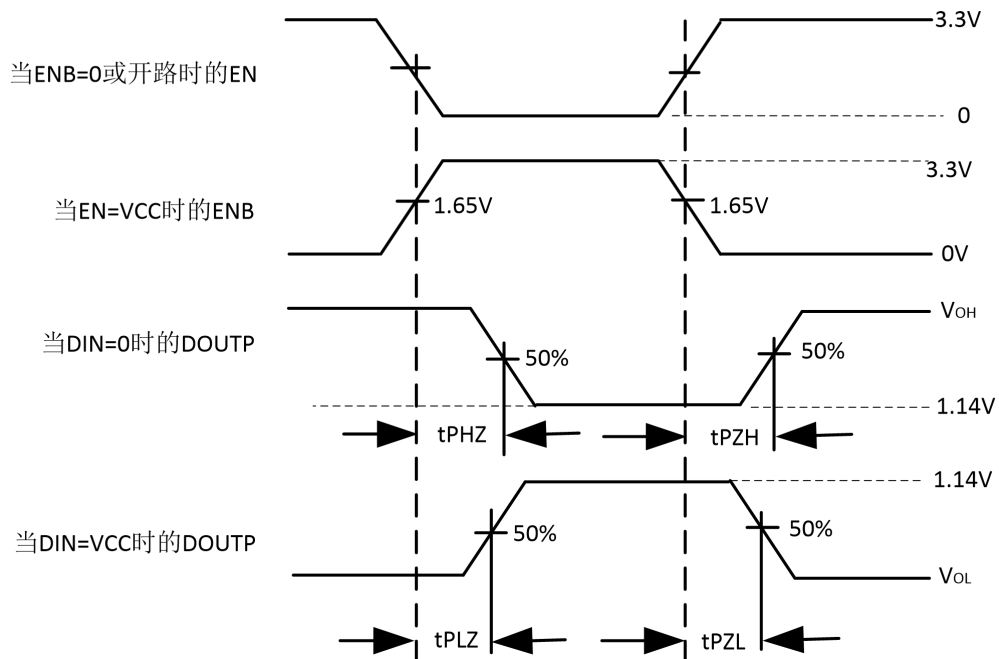 3.3V
当ENB=0或开路时的EN
0
3.3V
当EN=VCC时的ENB
1.65V
1.65V
0V
VOH
当DIN=0时的DOUTP
50%
50%
1.14V
tPHZ
tPZH
1.14V
当DIN=VCC时的DOUTP
50%
50%
VOL
tPLZ
tPZL